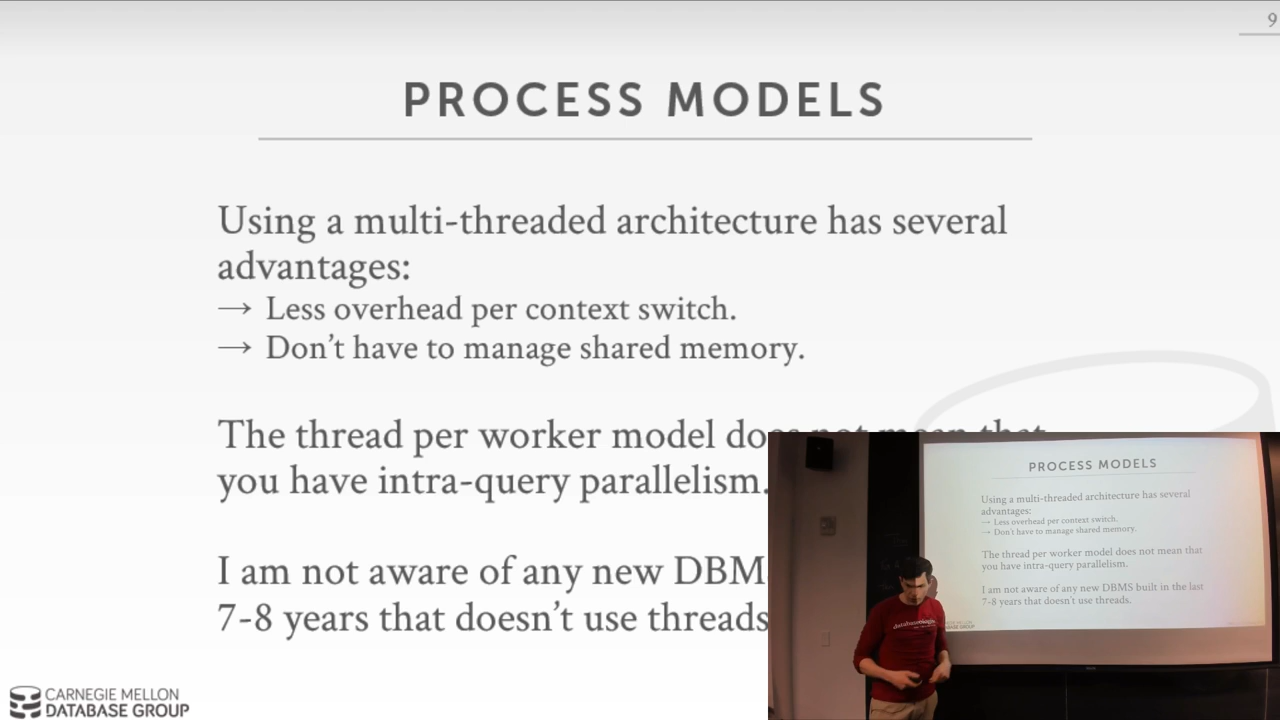 9
PROCESS MODELS
Using a multi-threaded architecture has several
advantages:
→ Less overhead per context switch.
→ Don't have to manage shared memory.
The thread per worker model does not mean that
you have intra-query parallelism.
I am not aware of any new DBM
7-8 years that doesn't use threads
CARNEGIE MELLON
DATABASE GROUP
PROCESS MODELS
Using a multi-threaded architecture has several
advantages:
→ Less overhead per context switch.
→ Don't have to manage shared memory.
The thread per worker model does not mean that
you have intra-query parallelism.
I am not aware of any new DBMS built in the last
7-8 years that doesn't use threads.